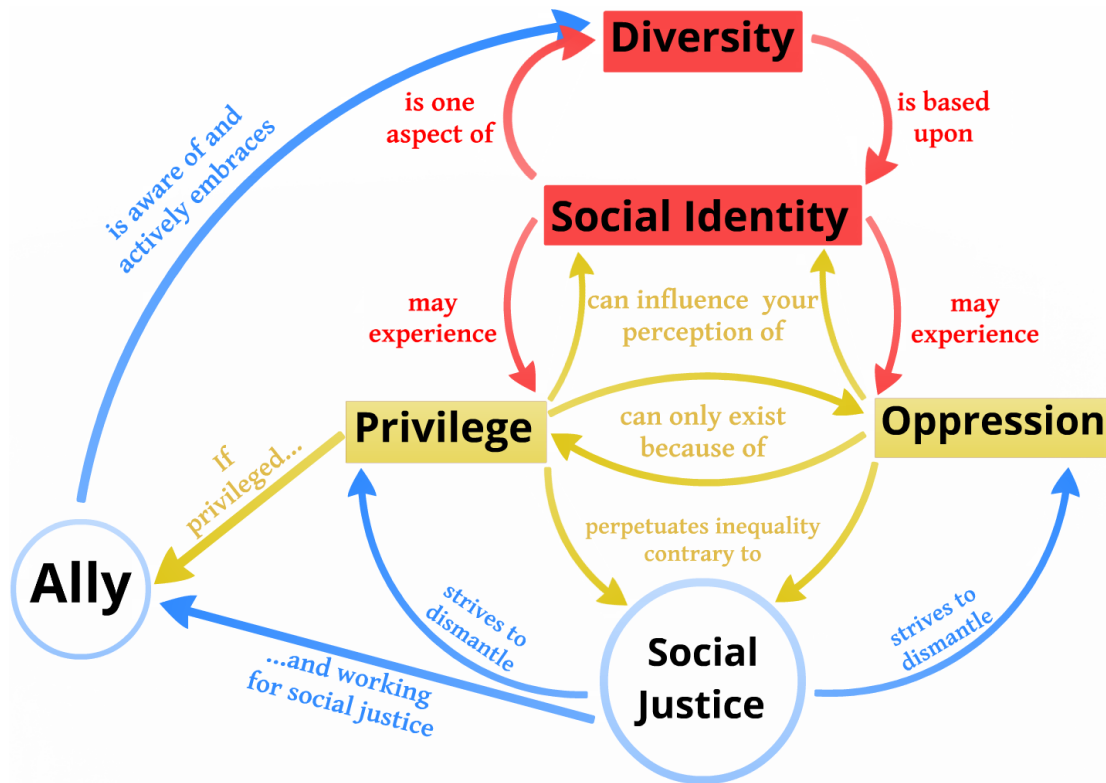 Diversity
is one
aspect of
is based
upon
is aware of and
actively embraces
Social Identity
may
experience
can influence your
perception of
may
experience
Privilege
can only exist
because of
Oppression
If
privileged...
perpetuates inequality
contrary to
Ally
strives to
dismantle
strives to
dismantle
...and working
for social justice
Social
Justice